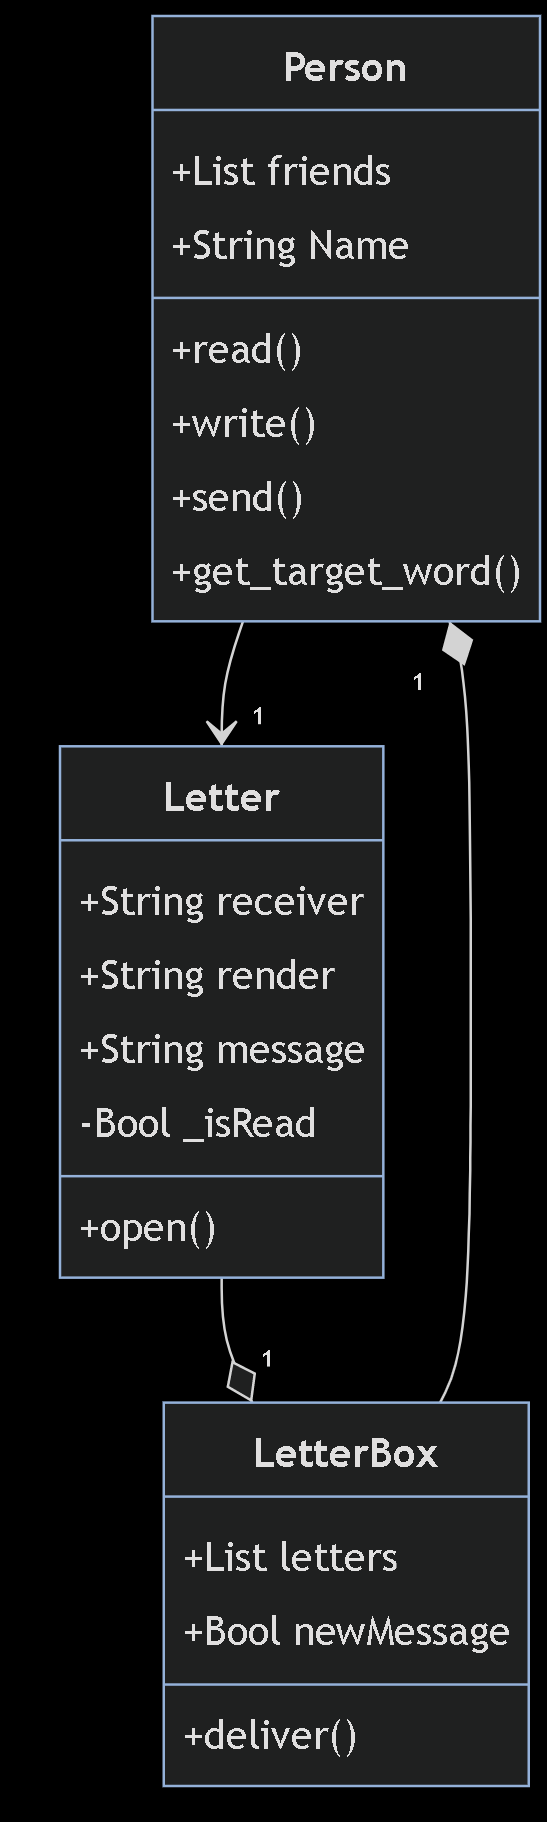 Person
+List friends
+String Name
+read()
+write()
+send()
+get_target_word()
1
1
Letter
+String receiver
+String render
+String message
-Bool _isRead
+open()
1
LetterBox
+List letters
+Bool newMessage
+deliver()